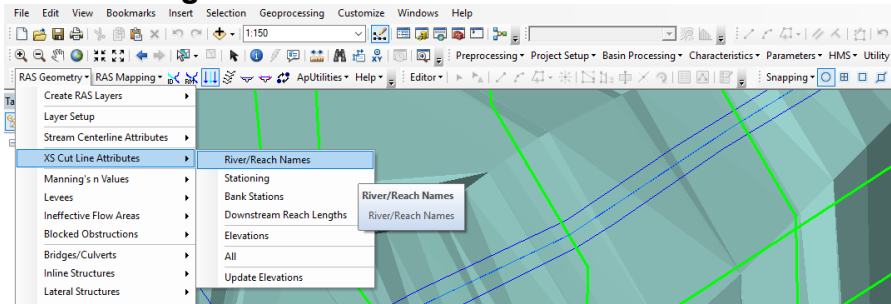 File Edit View Bookmarks Insert Selection Geoprocessing Customize Windows Help
1:150
Preprocessing Project Setup Basin Processing Characteristics Parameters HMS Utility
RAS Geometry RAS Mapping ApUtilities Help Editor Snapping
Create RAS Layers
Ta
Layer Setup
Stream Centerline Attributes
XS Cut Line Attributes
River/Reach Names
Manning's n Values
Stationing
Levees
Bank Stations
River/Reach Names
Ineffective Flow Areas
Downstream Reach Lengths
River/Reach Names
Blocked Obstructions
Elevations
Bridges/Culverts
All
Inline Structures
Update Elevations
Lateral Structures